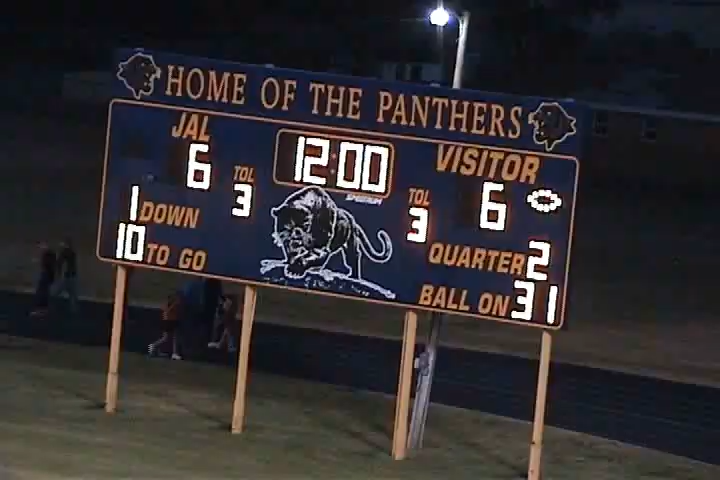 HOME OF THE PANTHERS
JAL 12:00 VISITOR
6 TOL 3 TOL 3 6
1 DOWN QUARTER 2
10 TO GO BALL ON 31